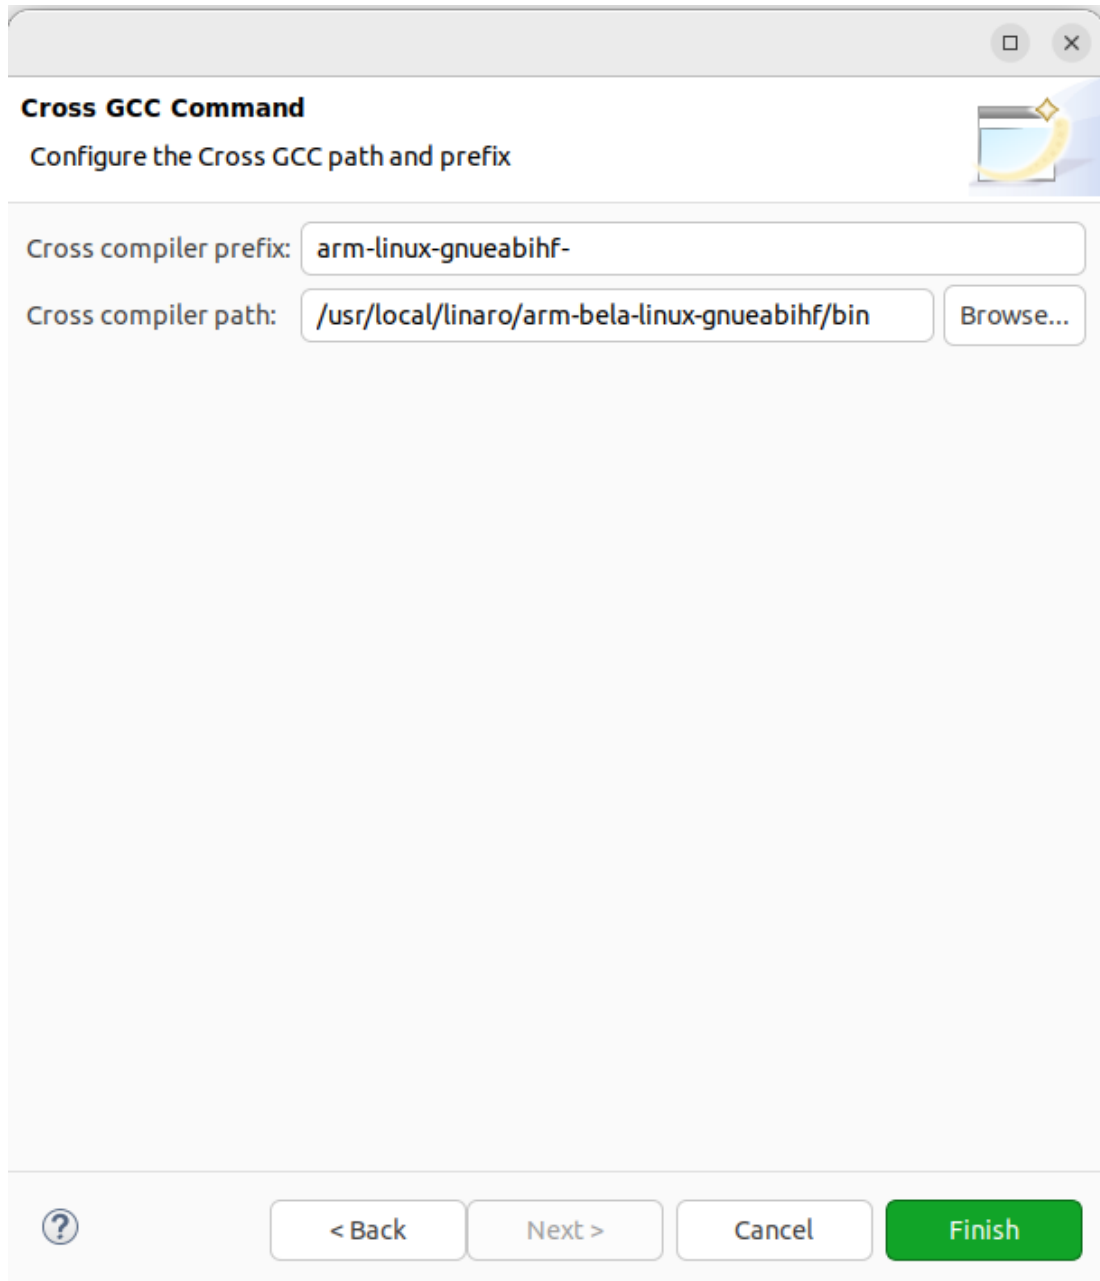 Cross GCC Command
Configure the Cross GCC path and prefix
Cross compiler prefix: arm-linux-gnueabihf-
Cross compiler path: /usr/local/linaro/arm-bela-linux-gnueabihf/bin Browse...
? < Back Next > Cancel Finish